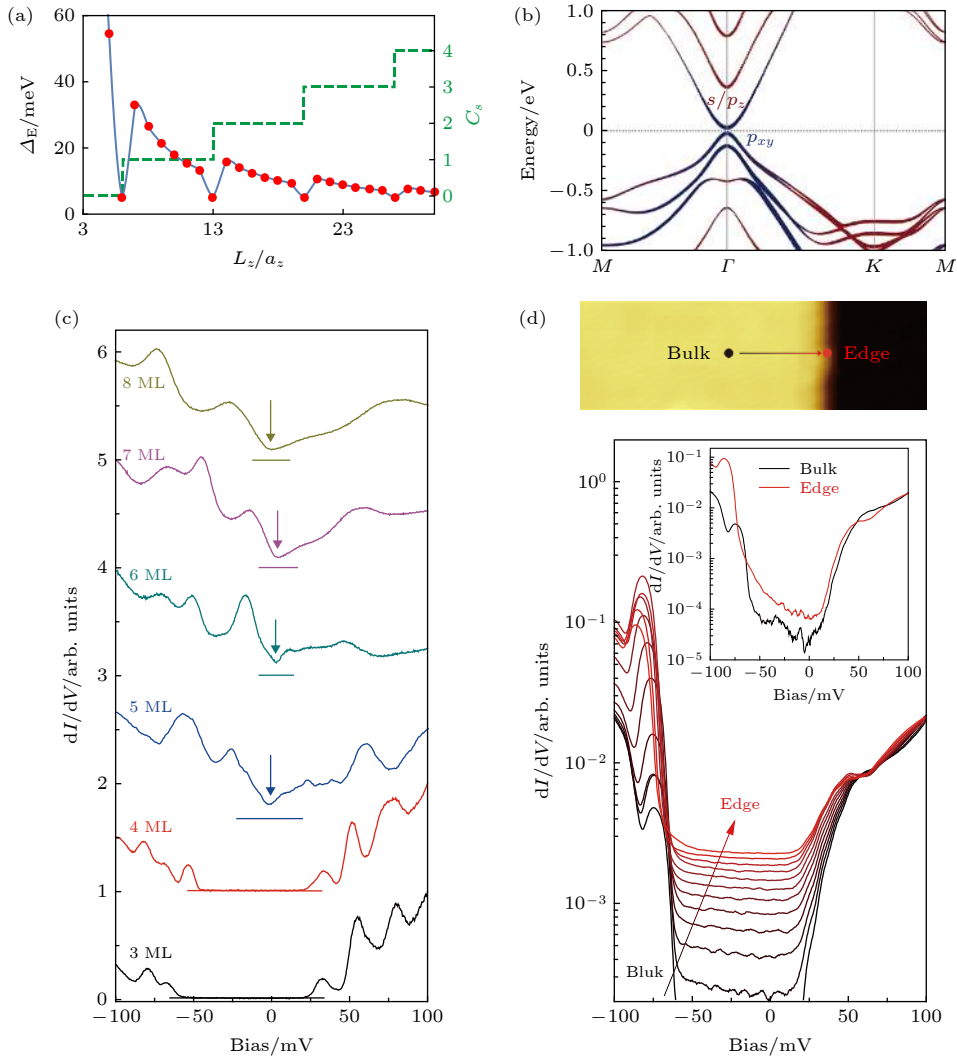 (a)
Δ_E/meV
60
40
20
0
3
13
23
L_z/a_z
4
3
2
1
0
C_s
(b)
Energy/eV
1.0
0.5
0
−0.5
−1.0
s/p_z
p_xy
M
Γ
K
M
(c)
dI/dV/arb. units
6
5
4
3
2
1
0
8 ML
7 ML
6 ML
5 ML
4 ML
3 ML
−100
−50
0
50
100
Bias/mV
(d)
Bulk
Edge
dI/dV/arb. units
10⁰
10⁻¹
10⁻²
10⁻³
Edge
Bluk
−100
−50
0
50
100
Bias/mV
dI/dV/arb. units
10⁻¹
10⁻²
10⁻³
10⁻⁴
10⁻⁵
Bulk
Edge
−100
−50
0
50
100
Bias/mV